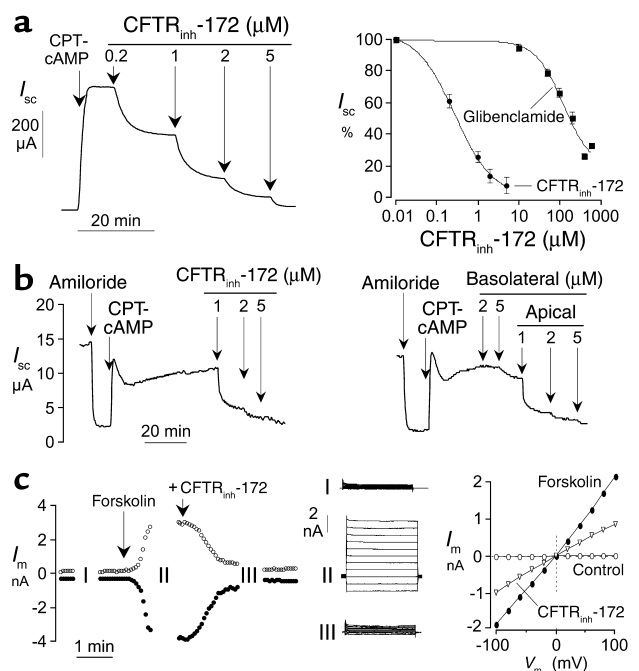 a
CFTRinh-172 (μM)
CPT-
cAMP
0.2
1
2
5
Isc
200
μA
20 min
100
80
60
40
20
0
Isc
%
Glibenclamide
CFTRinh-172
0.01
0.1
1
10
100
1000
CFTRinh-172 (μM)
b
CFTRinh-172 (μM)
Amiloride
CPT-
cAMP
1
2
5
20
15
10
5
0
Isc
μA
20 min
Basolateral (μM)
Amiloride
2
5
CPT-
cAMP
Apical
1
2
5
c
+ CFTRinh-172
Forskolin
4
2
0
-2
-4
Im
nA
I
II
III
1 min
I
2
nA
II
III
2
1
0
-1
-2
Im
nA
Forskolin
Control
CFTRinh-172
-100
-50
0
50
100
Vm (mV)